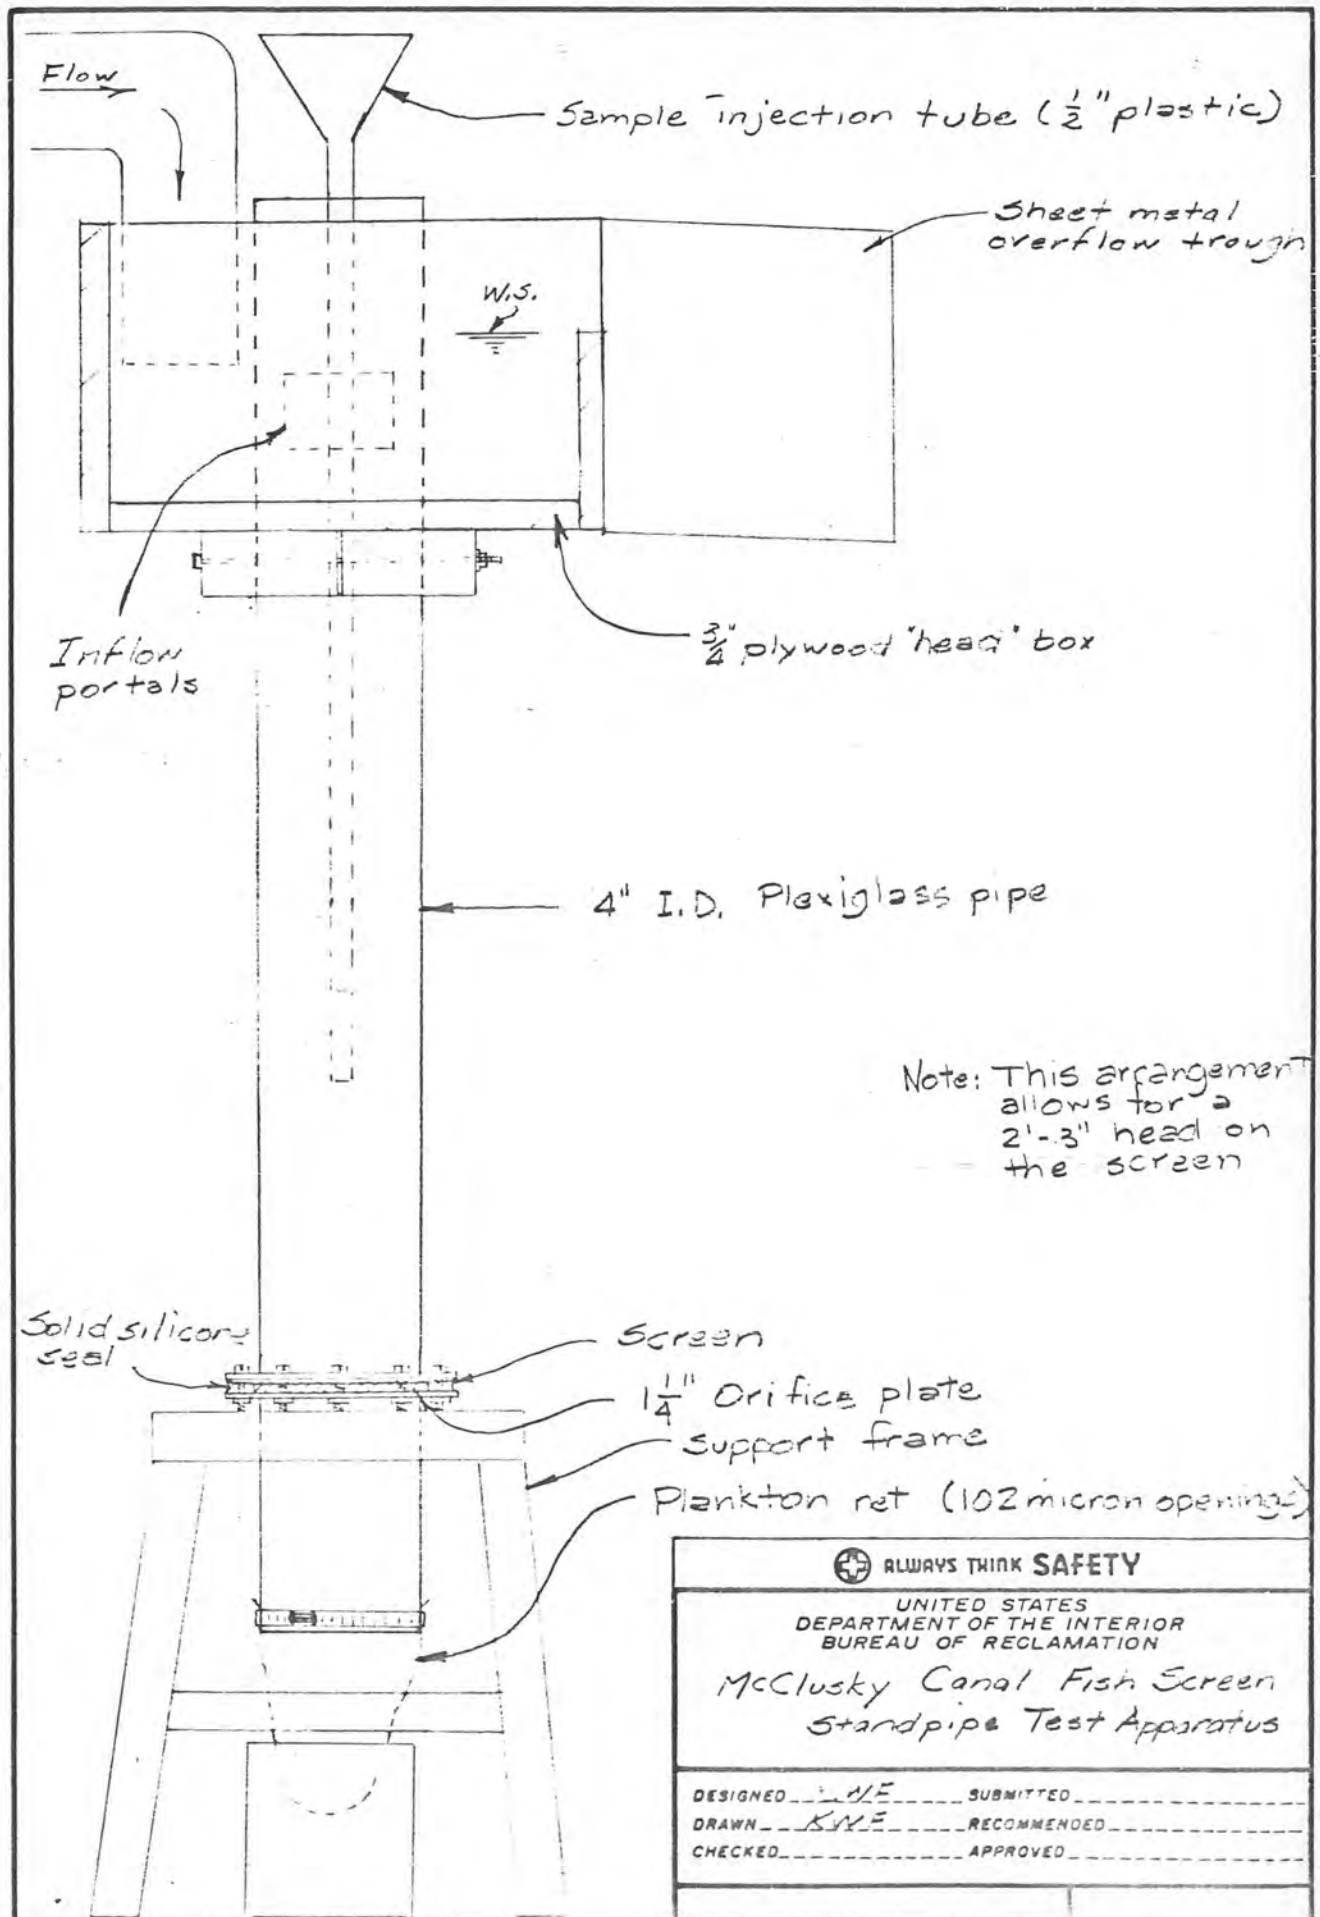 Flow
Sample injection tube (½" plastic)
Sheet metal
overflow trough
W.S.
Inflow
portals
¾" plywood "head" box
4" I.D. Plexiglass pipe
Note: This arrangement
allows for a
2'-3" head on
the screen
Solid silicone
seal
Screen
1¼" Orifice plate
Support frame
Plankton net (102 micron openings)
ALWAYS THINK SAFETY
UNITED STATES
DEPARTMENT OF THE INTERIOR
BUREAU OF RECLAMATION
McClusky Canal Fish Screen
Standpipe Test Apparatus
DESIGNED SUBMITTED
DRAWN RECOMMENDED
CHECKED APPROVED